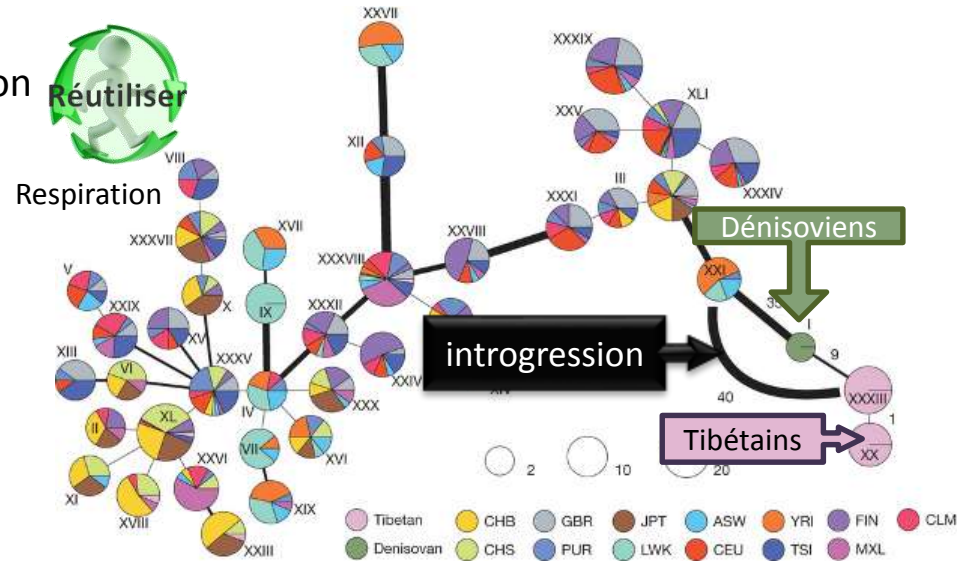 on
Réutiliser
Respiration
XXVII
XXXIX
XLI
XXV
XII
VIII
III
XXXI
XXXIV
XVII
XXXVII
XXXVIII
XXVIII
Dénisoviens
XXI
V
X
IX
XXXII
35
I
XXIX
XV
introgression
9
XIII
VI
XXXV
XXXIII
XXIV
IV
XXX
40
XL
1
II
VII
XVI
Tibétains
XX
XXVI
2
10
20
XI
XVIII
XIX
XXIII
Tibetan CHB GBR JPT ASW YRI FIN CLM
Denisovan CHS PUR LWK CEU TSI MXL